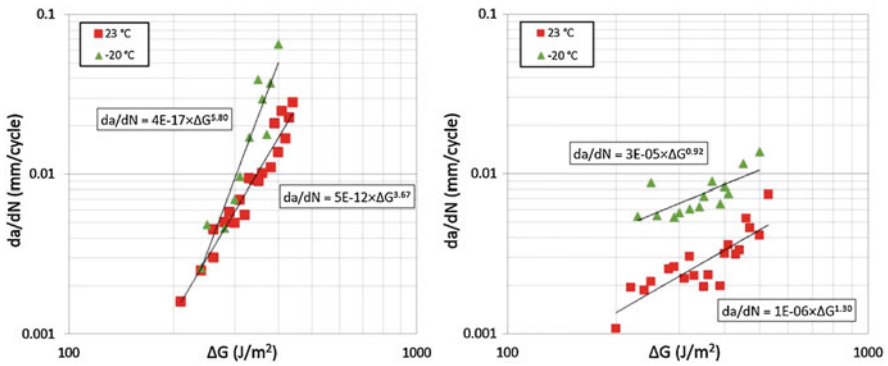 0.1
23 °C
-20 °C
da/dN = 4E-17×ΔG^5.80
0.01
da/dN = 5E-12×ΔG^3.67
0.001
100
ΔG (J/m²)
1000
da/dN (mm/cycle)
0.1
23 °C
-20 °C
da/dN = 3E-05×ΔG^0.92
0.01
da/dN = 1E-06×ΔG^1.30
0.001
100
ΔG (J/m²)
1000
da/dN (mm/cycle)